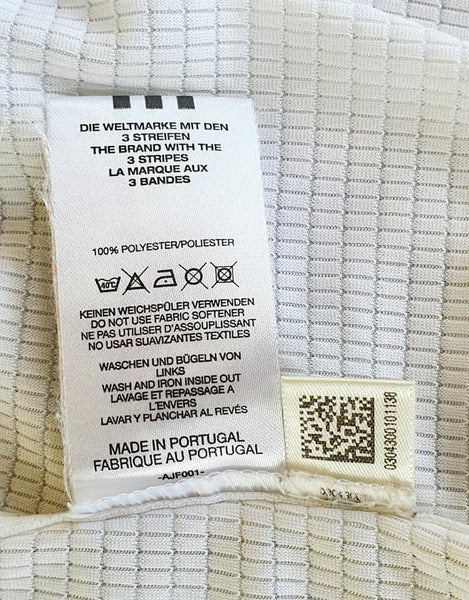 DIE WELTMARKE MIT DEN
3 STREIFEN
THE BRAND WITH THE
3 STRIPES
LA MARQUE AUX
3 BANDES
100% POLYESTER/POLIESTER
40°C
KEINEN WEICHSPÜLER VERWENDEN
DO NOT USE FABRIC SOFTENER
NE PAS UTILISER D'ASSOUPLISSANT
NO USAR SUAVIZANTES TEXTILES
WASCHEN UND BÜGELN VON
LINKS
WASH AND IRON INSIDE OUT
LAVAGE ET REPASSAGE A
L'ENVERS
LAVAR Y PLANCHAR AL REVÉS
MADE IN PORTUGAL
FABRIQUE AU PORTUGAL
-AJF001-
0304300101138